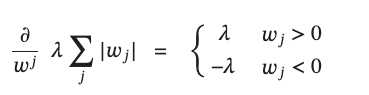 ∂/w^j λ ∑_j |w_j| = { λ w_j > 0
−λ w_j < 0